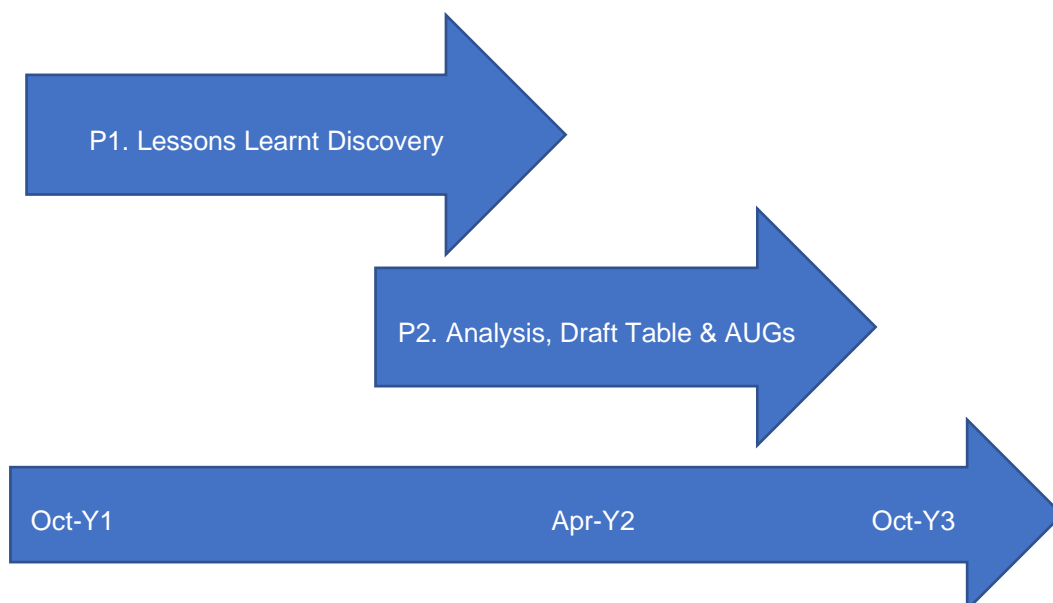 P1. Lessons Learnt Discovery
P2. Analysis, Draft Table & AUGs
Oct-Y1 Apr-Y2 Oct-Y3